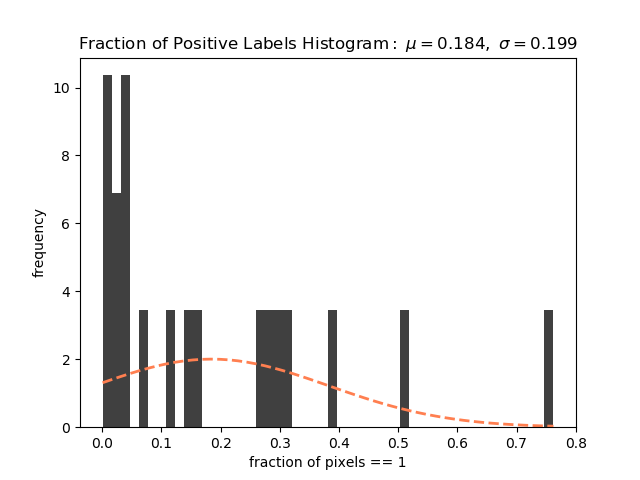 Fraction of Positive Labels Histogram: μ = 0.184, σ = 0.199
10
8
6
4
2
0
frequency
0.0 0.1 0.2 0.3 0.4 0.5 0.6 0.7 0.8
fraction of pixels == 1